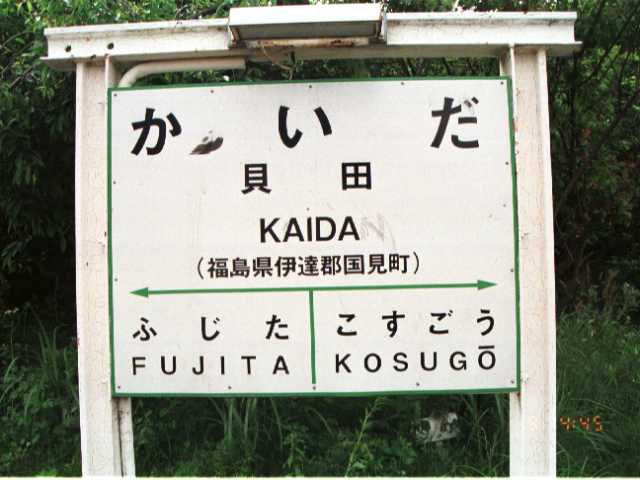 かいだ
貝田
KAIDA
(福島県伊達郡国見町)
ふじた こすごう
FUJITA KOSUGŌ
4:45